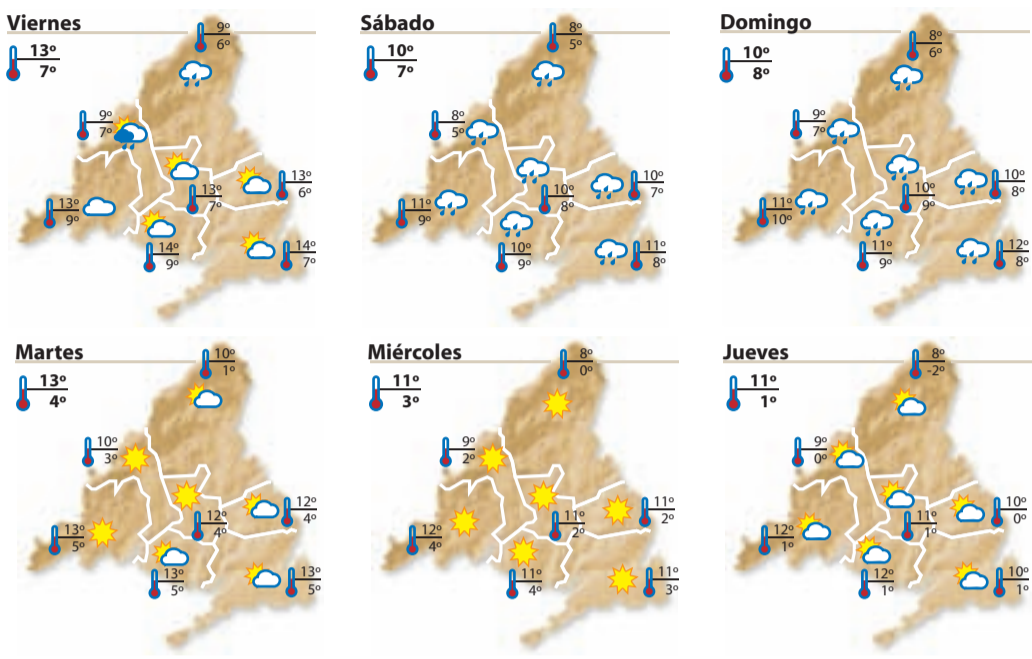 Viernes
13º
7º
9º
6º
9º
7º
13º
6º
13º
7º
13º
9º
14º
9º
14º
7º
Sábado
10º
7º
8º
5º
8º
5º
10º
7º
10º
8º
11º
9º
10º
9º
11º
8º
Domingo
10º
8º
8º
6º
9º
7º
10º
8º
10º
9º
11º
10º
11º
9º
12º
8º
Martes
13º
4º
10º
1º
10º
3º
12º
4º
12º
4º
13º
5º
13º
5º
13º
5º
Miércoles
11º
3º
8º
0º
9º
2º
11º
2º
11º
2º
12º
4º
11º
4º
11º
3º
Jueves
11º
1º
8º
-2º
9º
0º
10º
0º
11º
1º
12º
1º
12º
1º
10º
1º